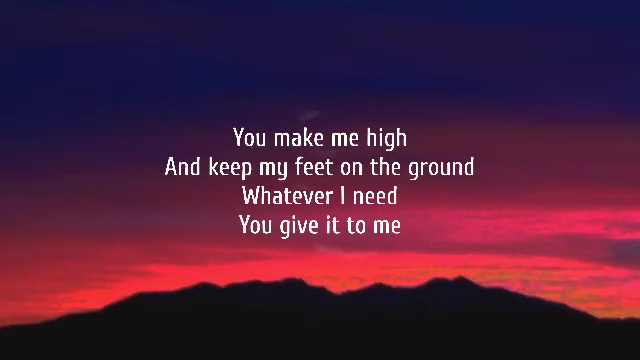 You make me high
And keep my feet on the ground
Whatever I need
You give it to me